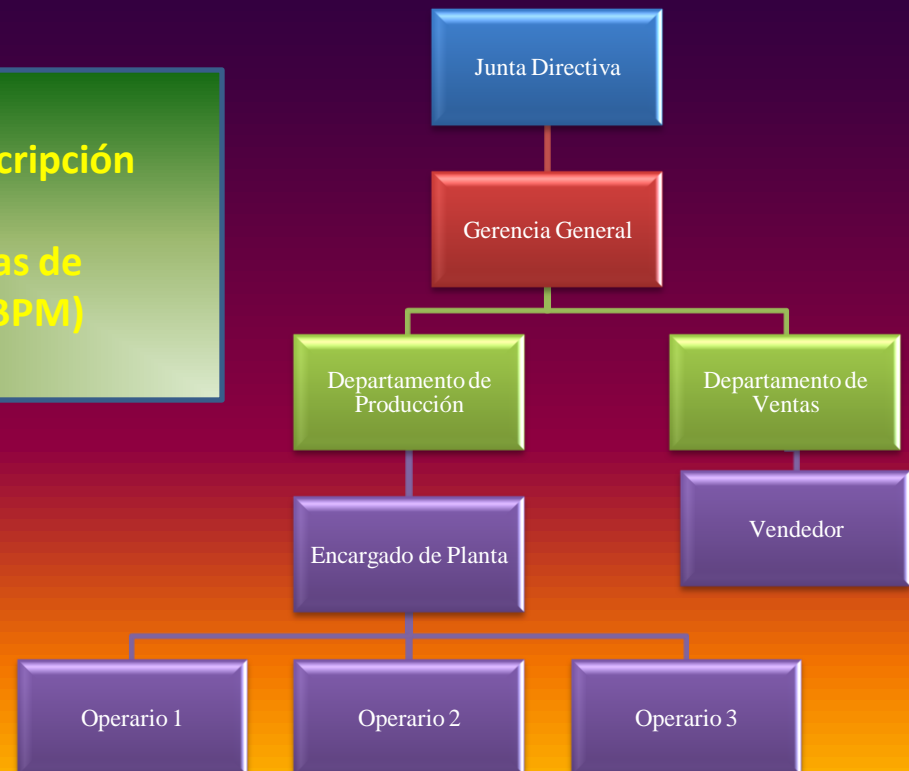 cripción
as de
BPM)
Junta Directiva
Gerencia General
Departamento de
Producción
Departamento de
Ventas
Encargado de Planta
Vendedor
Operario 1
Operario 2
Operario 3